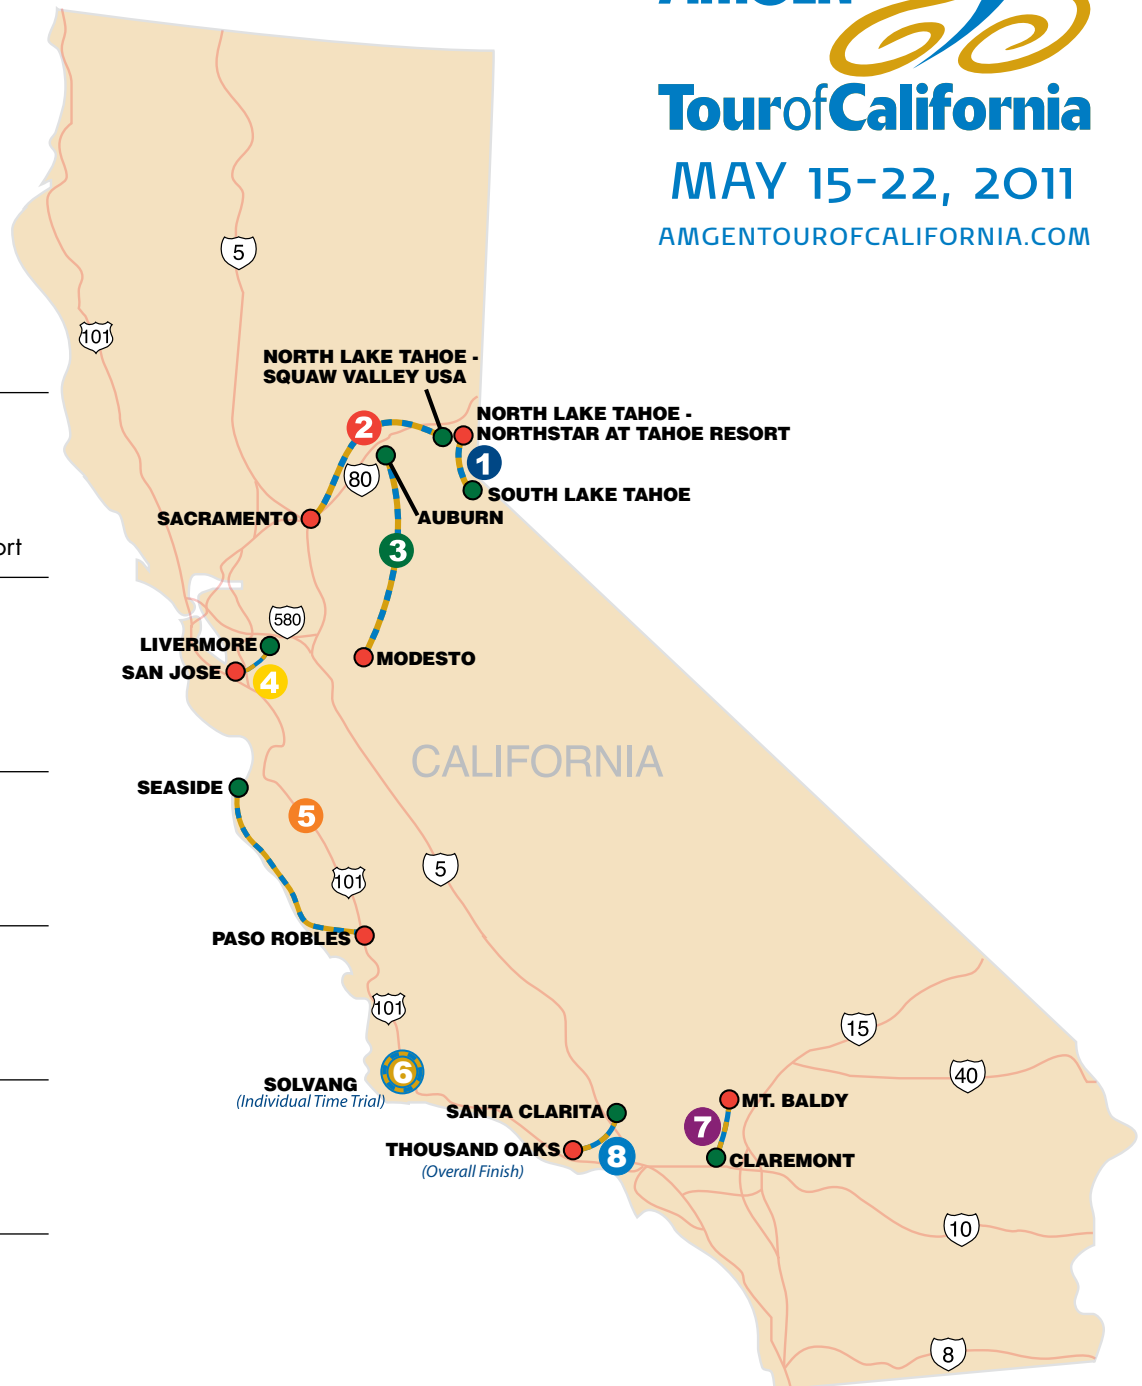 AMGEN
TourofCalifornia
MAY 15-22, 2011
AMGENTOUROFCALIFORNIA.COM
5
101
NORTH LAKE TAHOE -
SQUAW VALLEY USA
NORTH LAKE TAHOE -
NORTHSTAR AT TAHOE RESORT
2
1
80
SOUTH LAKE TAHOE
SACRAMENTO
AUBURN
3
ort
580
LIVERMORE
MODESTO
SAN JOSE
4
CALIFORNIA
SEASIDE
5
5
101
PASO ROBLES
101
15
6
40
SOLVANG
(Individual Time Trial)
MT. BALDY
SANTA CLARITA
7
THOUSAND OAKS
8
CLAREMONT
(Overall Finish)
10
8